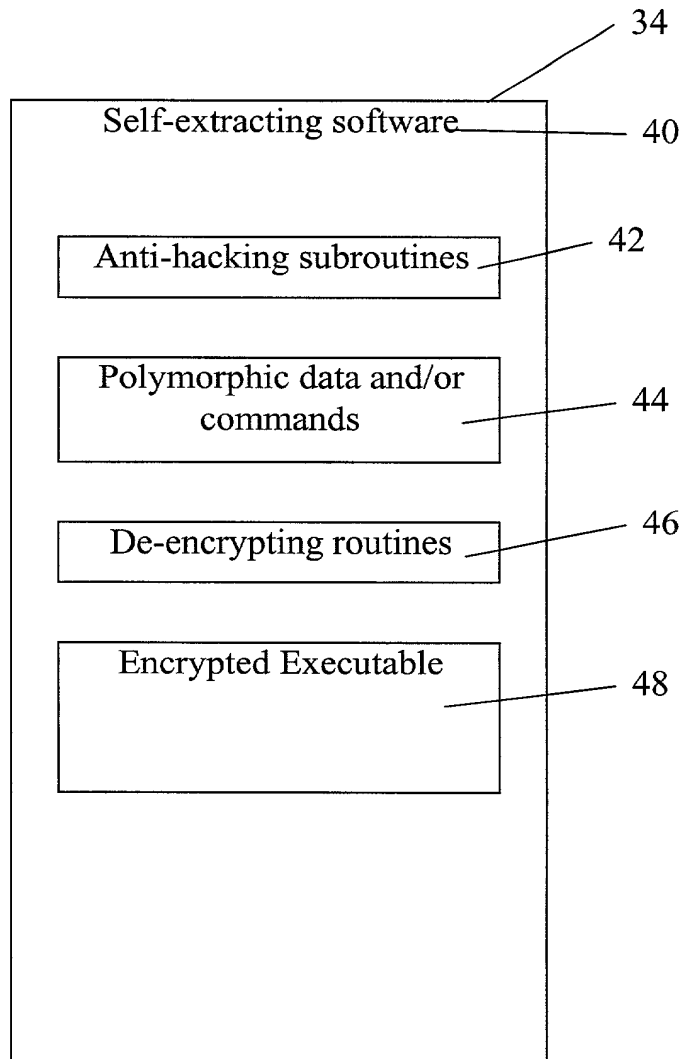 34
Self-extracting software 40
Anti-hacking subroutines 42
Polymorphic data and/or
commands 44
De-encrypting routines 46
Encrypted Executable
48